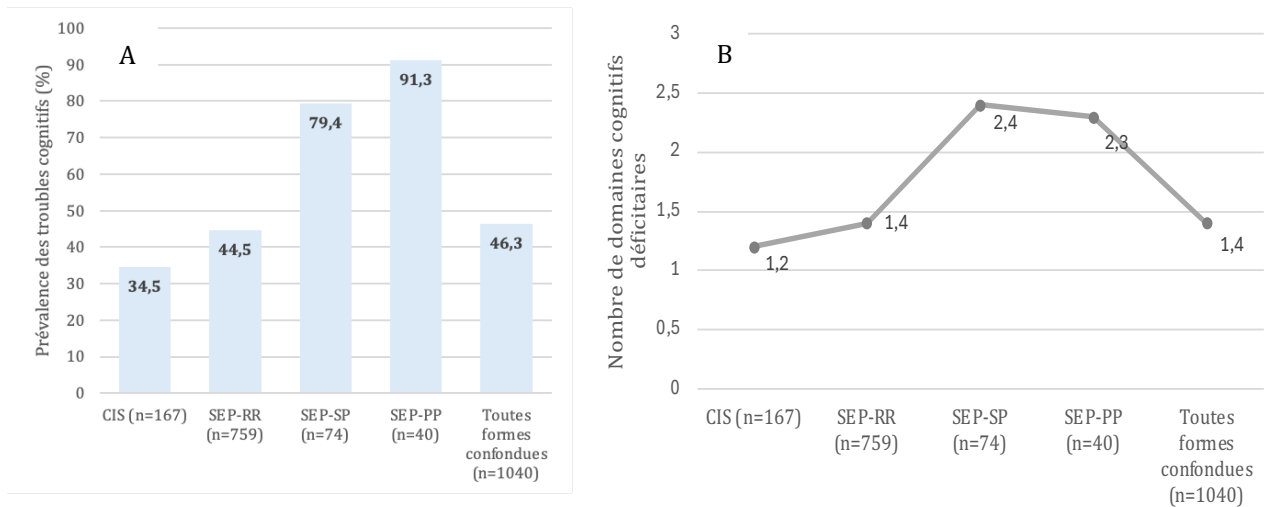 A
Prévalence des troubles cognitifs (%)
100
90
80
70
60
50
40
30
20
10
0
34,5
44,5
79,4
91,3
46,3
CIS (n=167)
SEP-RR
(n=759)
SEP-SP
(n=74)
SEP-PP
(n=40)
Toutes
formes
confondues
(n=1040)
B
Nombre de domaines cognitifs
déficitaires
3
2,5
2
1,5
1
0,5
0
1,2
1,4
2,4
2,3
1,4
CIS (n=167)
SEP-RR
(n=759)
SEP-SP
(n=74)
SEP-PP
(n=40)
Toutes
formes
confondues
(n=1040)